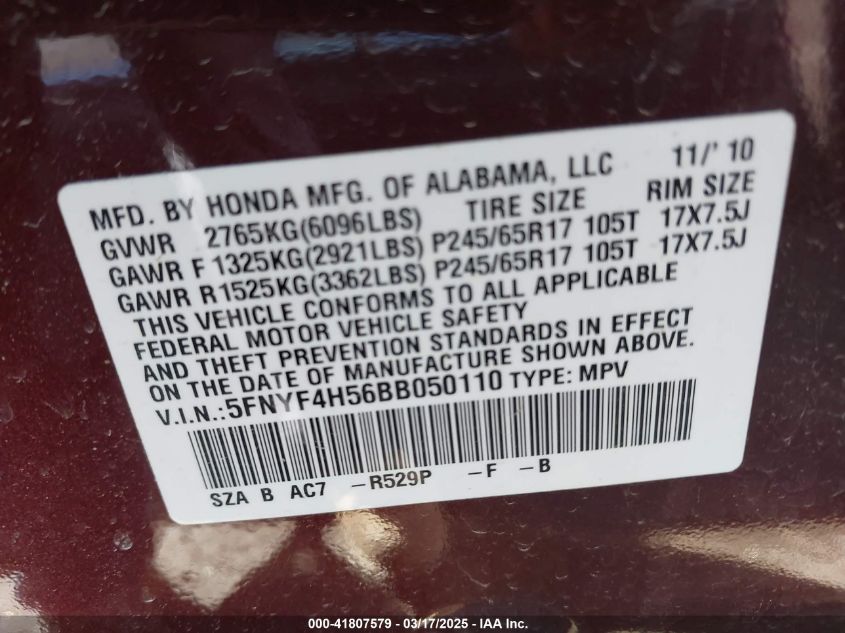 MFD. BY HONDA MFG. OF ALABAMA, LLC 11/' 10
GVWR 2765KG(6096LBS) TIRE SIZE RIM SIZE
GAWR F 1325KG(2921LBS) P245/65R17 105T 17X7.5J
GAWR R1525KG(3362LBS) P245/65R17 105T 17X7.5J
THIS VEHICLE CONFORMS TO ALL APPLICABLE
FEDERAL MOTOR VEHICLE SAFETY
AND THEFT PREVENTION STANDARDS IN EFFECT
ON THE DATE OF MANUFACTURE SHOWN ABOVE.
V.I.N.:5FNYF4H56BB050110 TYPE: MPV
SZA B AC7 -R529P -F -B
000-41807579 - 03/17/2025 - IAA Inc.